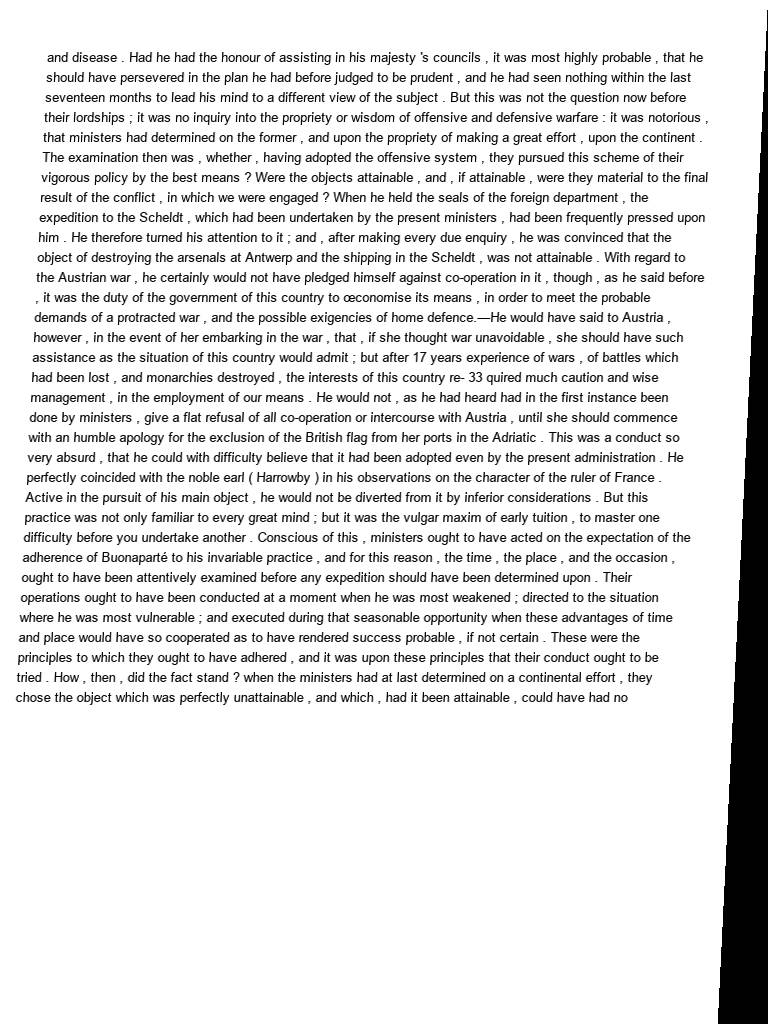 and disease . Had he had the honour of assisting in his majesty 's councils , it was most highly probable , that he
should have persevered in the plan he had before judged to be prudent , and he had seen nothing within the last
seventeen months to lead his mind to a different view of the subject . But this was not the question now before
their lordships ; it was no inquiry into the propriety or wisdom of offensive and defensive warfare : it was notorious ,
that ministers had determined on the former , and upon the propriety of making a great effort , upon the continent .
The examination then was , whether , having adopted the offensive system , they pursued this scheme of their
vigorous policy by the best means ? Were the objects attainable , and , if attainable , were they material to the final
result of the conflict , in which we were engaged ? When he held the seals of the foreign department , the
expedition to the Scheldt , which had been undertaken by the present ministers , had been frequently pressed upon
him . He therefore turned his attention to it ; and , after making every due enquiry , he was convinced that the
object of destroying the arsenals at Antwerp and the shipping in the Scheldt , was not attainable . With regard to
the Austrian war , he certainly would not have pledged himself against co-operation in it , though , as he said before
, it was the duty of the government of this country to œconomise its means , in order to meet the probable
demands of a protracted war , and the possible exigencies of home defence.—He would have said to Austria ,
however , in the event of her embarking in the war , that , if she thought war unavoidable , she should have such
assistance as the situation of this country would admit ; but after 17 years experience of wars , of battles which
had been lost , and monarchies destroyed , the interests of this country re- 33 quired much caution and wise
management , in the employment of our means . He would not , as he had heard had in the first instance been
done by ministers , give a flat refusal of all co-operation or intercourse with Austria , until she should commence
with an humble apology for the exclusion of the British flag from her ports in the Adriatic . This was a conduct so
very absurd , that he could with difficulty believe that it had been adopted even by the present administration . He
perfectly coincided with the noble earl ( Harrowby ) in his observations on the character of the ruler of France .
Active in the pursuit of his main object , he would not be diverted from it by inferior considerations . But this
practice was not only familiar to every great mind ; but it was the vulgar maxim of early tuition , to master one
difficulty before you undertake another . Conscious of this , ministers ought to have acted on the expectation of the
adherence of Buonaparté to his invariable practice , and for this reason , the time , the place , and the occasion ,
ought to have been attentively examined before any expedition should have been determined upon . Their
operations ought to have been conducted at a moment when he was most weakened ; directed to the situation
where he was most vulnerable ; and executed during that seasonable opportunity when these advantages of time
and place would have so cooperated as to have rendered success probable , if not certain . These were the
principles to which they ought to have adhered , and it was upon these principles that their conduct ought to be
tried . How , then , did the fact stand ? when the ministers had at last determined on a continental effort , they
chose the object which was perfectly unattainable , and which , had it been attainable , could have had no